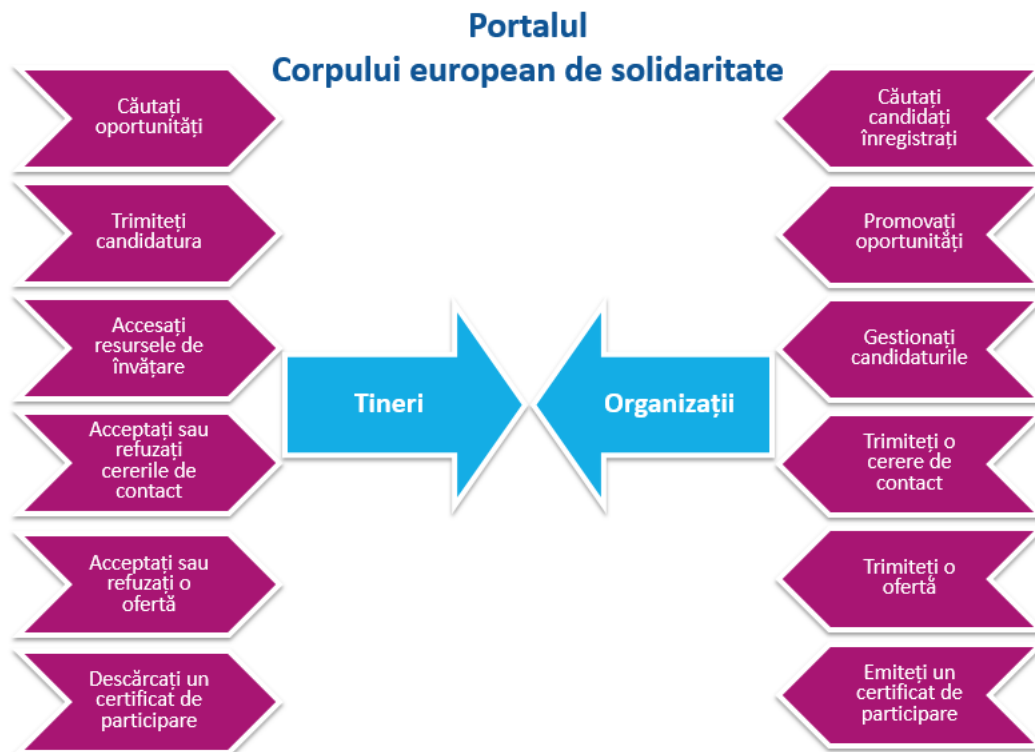 Portalul
Corpului european de solidaritate
Căutați
oportunități
Trimiteți
candidatura
Accesați
resursele de
învățare
Acceptați sau
refuzați
cererile de
contact
Acceptați sau
refuzați o
ofertă
Descărcați un
certificat de
participare
Tineri
Organizații
Căutați
candidați
înregistrați
Promovați
oportunități
Gestionați
candidaturile
Trimiteți o
cerere de
contact
Trimiteți o
ofertă
Emiteți un
certificat de
participare